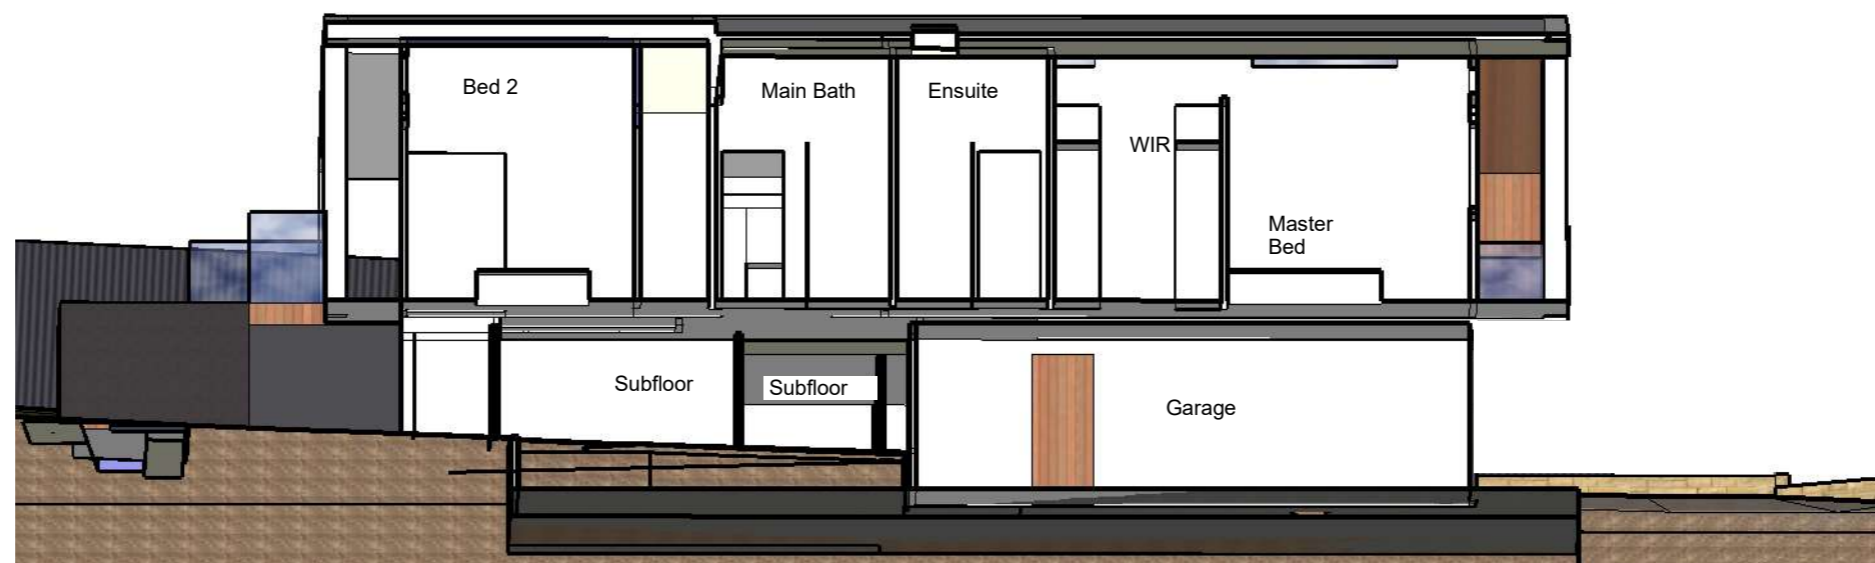 Bed 2
Main Bath
Ensuite
WIR
Master
Bed
Subfloor
Subfloor
Garage